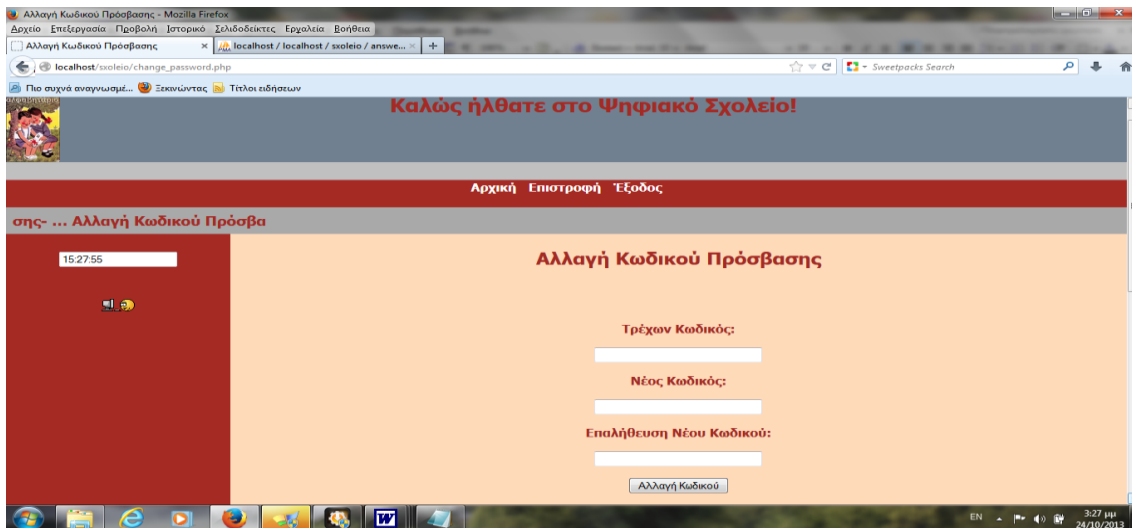 Αλλαγή Κωδικού Πρόσβασης - Mozilla Firefox
Αρχείο Επεξεργασία Προβολή Ιστορικό Σελιδοδείκτες Εργαλεία Βοήθεια
Αλλαγή Κωδικού Πρόσβασης × localhost / localhost / sxoleio / answe... × +
localhost/sxoleio/change_password.php Sweetpacks Search
Πιο συχνά αναγνωσμέ... Ξεκινώντας Τίτλοι ειδήσεων
Καλώς ήλθατε στο Ψηφιακό Σχολείο!
Αρχική Επιστροφή Έξοδος
σης- ... Αλλαγή Κωδικού Πρόσβα
15:27:55
Αλλαγή Κωδικού Πρόσβασης
Τρέχων Κωδικός:
Νέος Κωδικός:
Επαλήθευση Νέου Κωδικού:
Αλλαγή Κωδικού
EN 3:27 μμ
24/10/2013